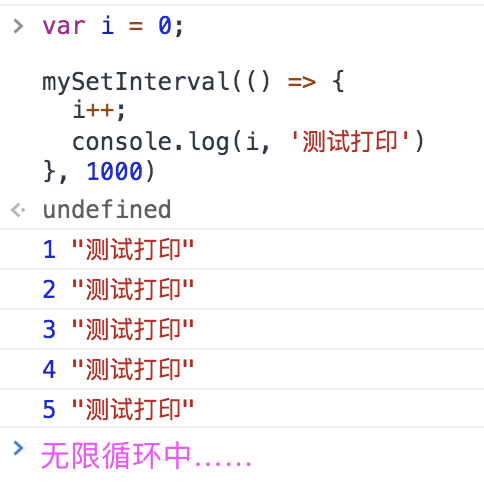 > var i = 0;
mySetInterval(() => {
i++;
console.log(i, '测试打印')
}, 1000)
undefined
1 "测试打印"
2 "测试打印"
3 "测试打印"
4 "测试打印"
5 "测试打印"
> 无限循环中......